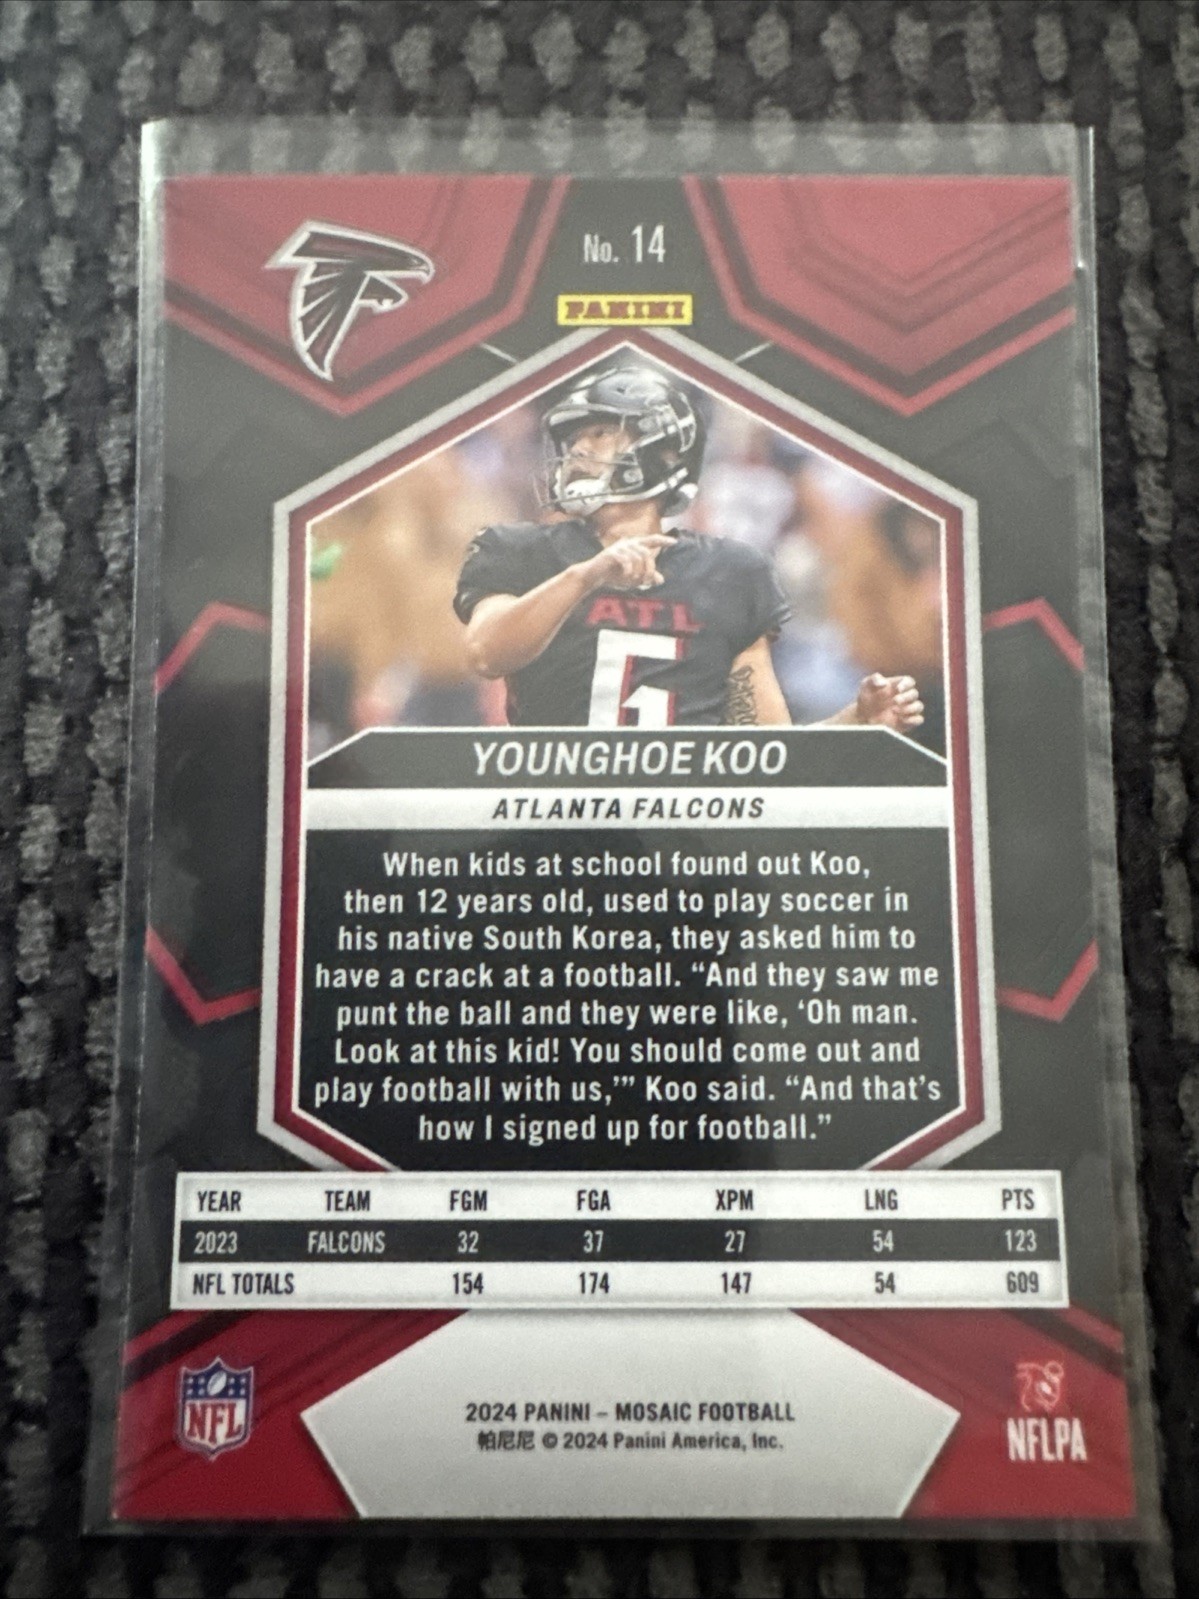 No. 14
PANINI
ATL
6
YOUNGHOE KOO
ATLANTA FALCONS
When kids at school found out Koo,
then 12 years old, used to play soccer in
his native South Korea, they asked him to
have a crack at a football. “And they saw me
punt the ball and they were like, ‘Oh man.
Look at this kid! You should come out and
play football with us,’” Koo said. “And that’s
how I signed up for football.”
YEAR TEAM FGM FGA XPM LNG PTS
2023 FALCONS 32 37 27 54 123
NFL TOTALS 154 174 147 54 609
NFL
2024 PANINI – MOSAIC FOOTBALL
帕尼尼 © 2024 Panini America, Inc.
NFLPA